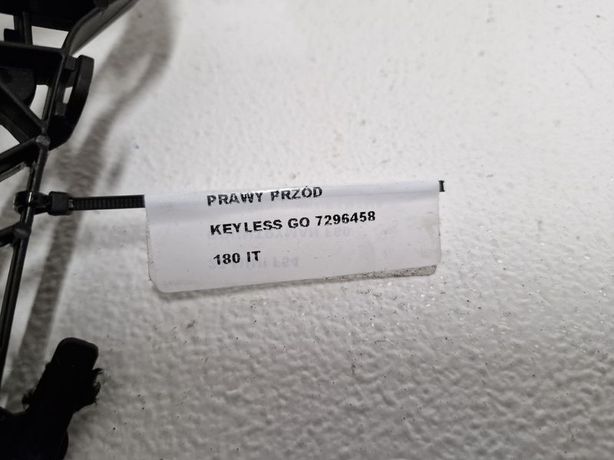 PRAWY PRZÓD
KEYLESS GO 7296458
180 IT